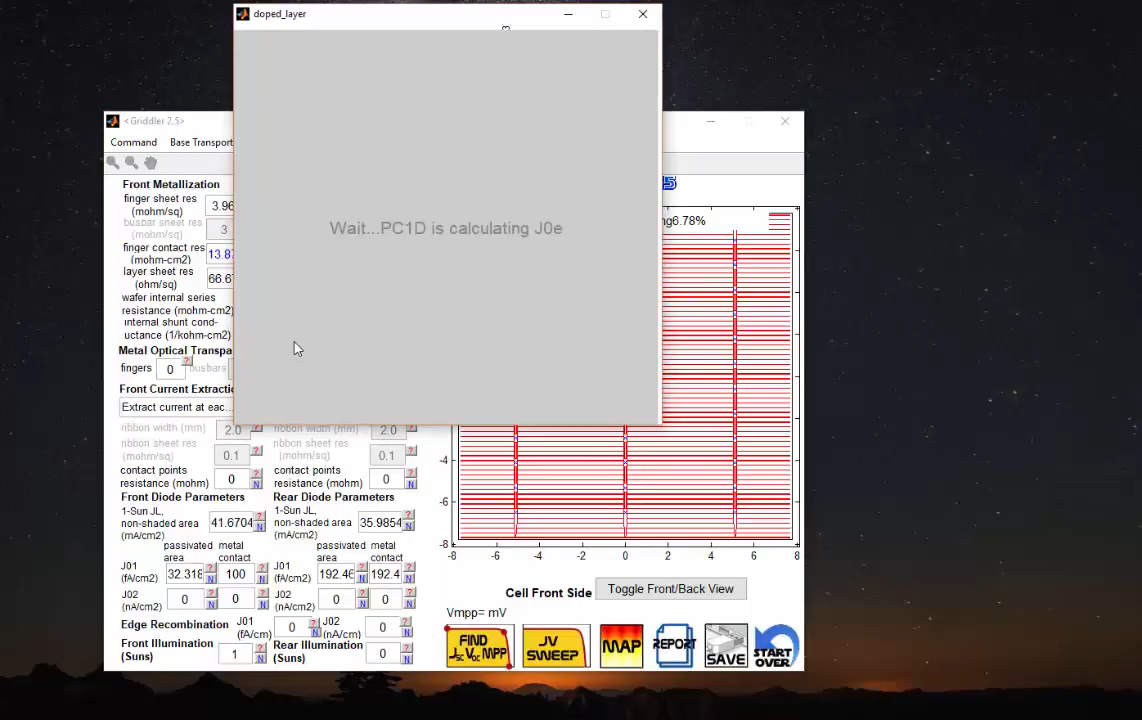 doped_layer
3
<Griddler 2.5>
Command Base Transport
5
Front Metallization
finger sheet res (mohm/sq) 3.96
busbar sheet res (mohm/sq) 3
finger contact res (mohm-cm2) 13.87
layer sheet res (ohm/sq) 66.67
wafer internal series resistance (mohm-cm2)
internal shunt cond-
uctance (1/kohm-cm2)
Wait...PC1D is calculating J0e
ng6.78%
Metal Optical Transpa
fingers 0 ? busbars
Front Current Extractio
Extract current at eac...
ribbon width (mm) 2.0 ? ribbon width (mm) 2.0 ?
ribbon sheet res (mohm/sq) 0.1 ? ribbon sheet res (mohm/sq) 0.1 ?
contact points resistance (mohm) 0 ? N contact points resistance (mohm) 0 ? N
Front Diode Parameters Rear Diode Parameters
1-Sun JL, non-shaded area (mA/cm2) 41.6704 ? N 1-Sun JL, non-shaded area (mA/cm2) 35.9854 ? N
passivated area metal contact passivated area metal contact
J01 (fA/cm2) 32.318 ? N 100 ? N J01 (fA/cm2) 192.46 ? N 192.4 ? N
J02 (nA/cm2) 0 ? N 0 ? N J02 (nA/cm2) 0 ? N 0 ? N
Edge Recombination J01 (fA/cm) 0 ? N J02 (nA/cm) 0 ? N
Front Illumination (Suns) 1 ? N Rear Illumination (Suns) 0 ? N
-4
-6
-8
-8 -6 -4 -2 0 2 4 6 8
Cell Front Side Toggle Front/Back View
Vmpp= mV
FIND Jsc Voc MPP
JV SWEEP
MAP
REPORT
SAVE
START OVER